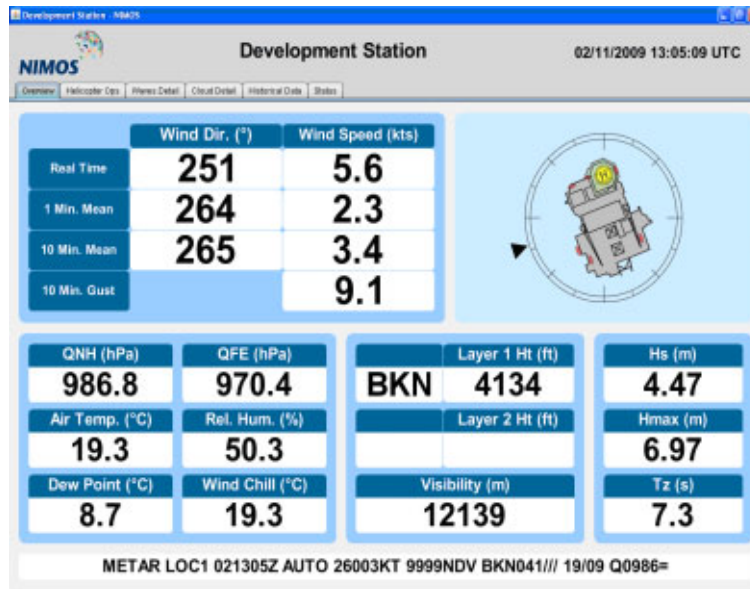 Development Station - NIMOS
NIMOS
Development Station
02/11/2009 13:05:09 UTC
Overview Helicopter Ops Waves Detail Cloud Detail Historical Data Status
Wind Dir. (°) Wind Speed (kts)
Real Time 251 5.6
1 Min. Mean 264 2.3
10 Min. Mean 265 3.4
10 Min. Gust 9.1
H
QNH (hPa) QFE (hPa) Layer 1 Ht (ft) Hs (m)
986.8 970.4 BKN 4134 4.47
Air Temp. (°C) Rel. Hum. (%) Layer 2 Ht (ft) Hmax (m)
19.3 50.3 6.97
Dew Point (°C) Wind Chill (°C) Visibility (m) Tz (s)
8.7 19.3 12139 7.3
METAR LOC1 021305Z AUTO 26003KT 9999NDV BKN041/// 19/09 Q0986=